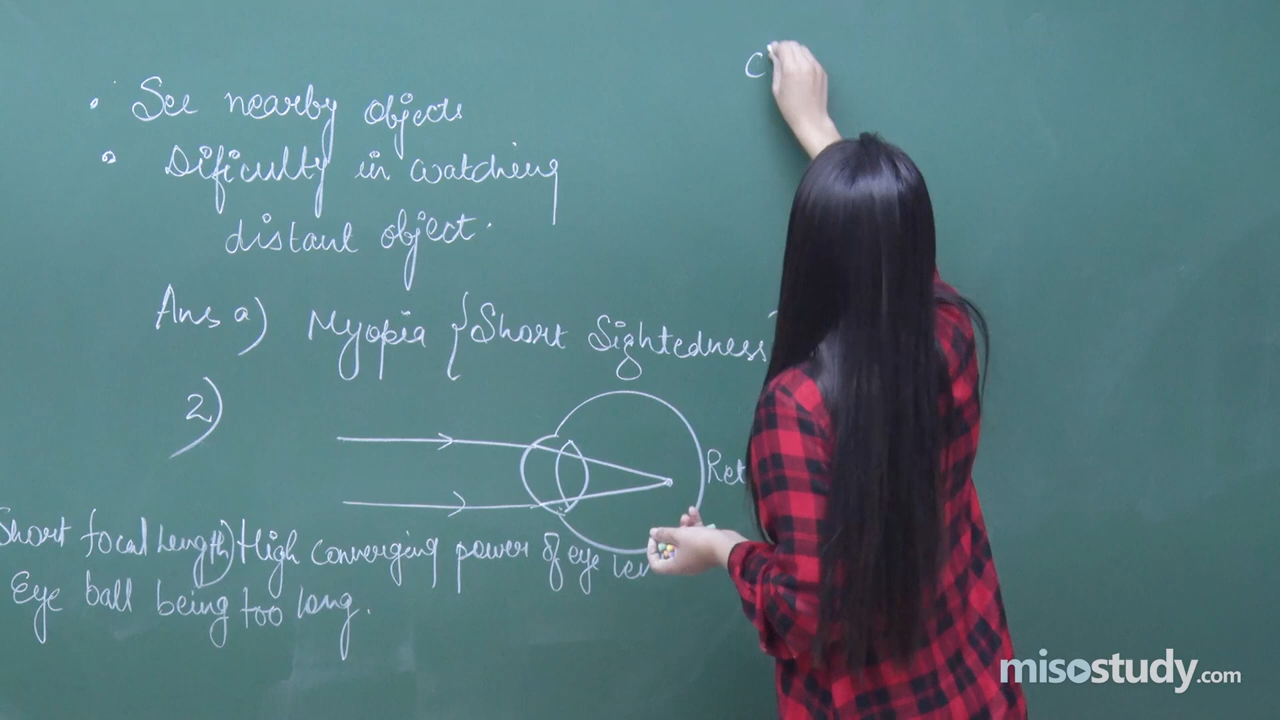 • See nearby objects
• Dificulty in watching
distant object.
Ans a) Myopia {Short Sightedness
2)
Ret
Short focal Length) High converging power of eye len
Eye ball being too long.
C
misostudy.com